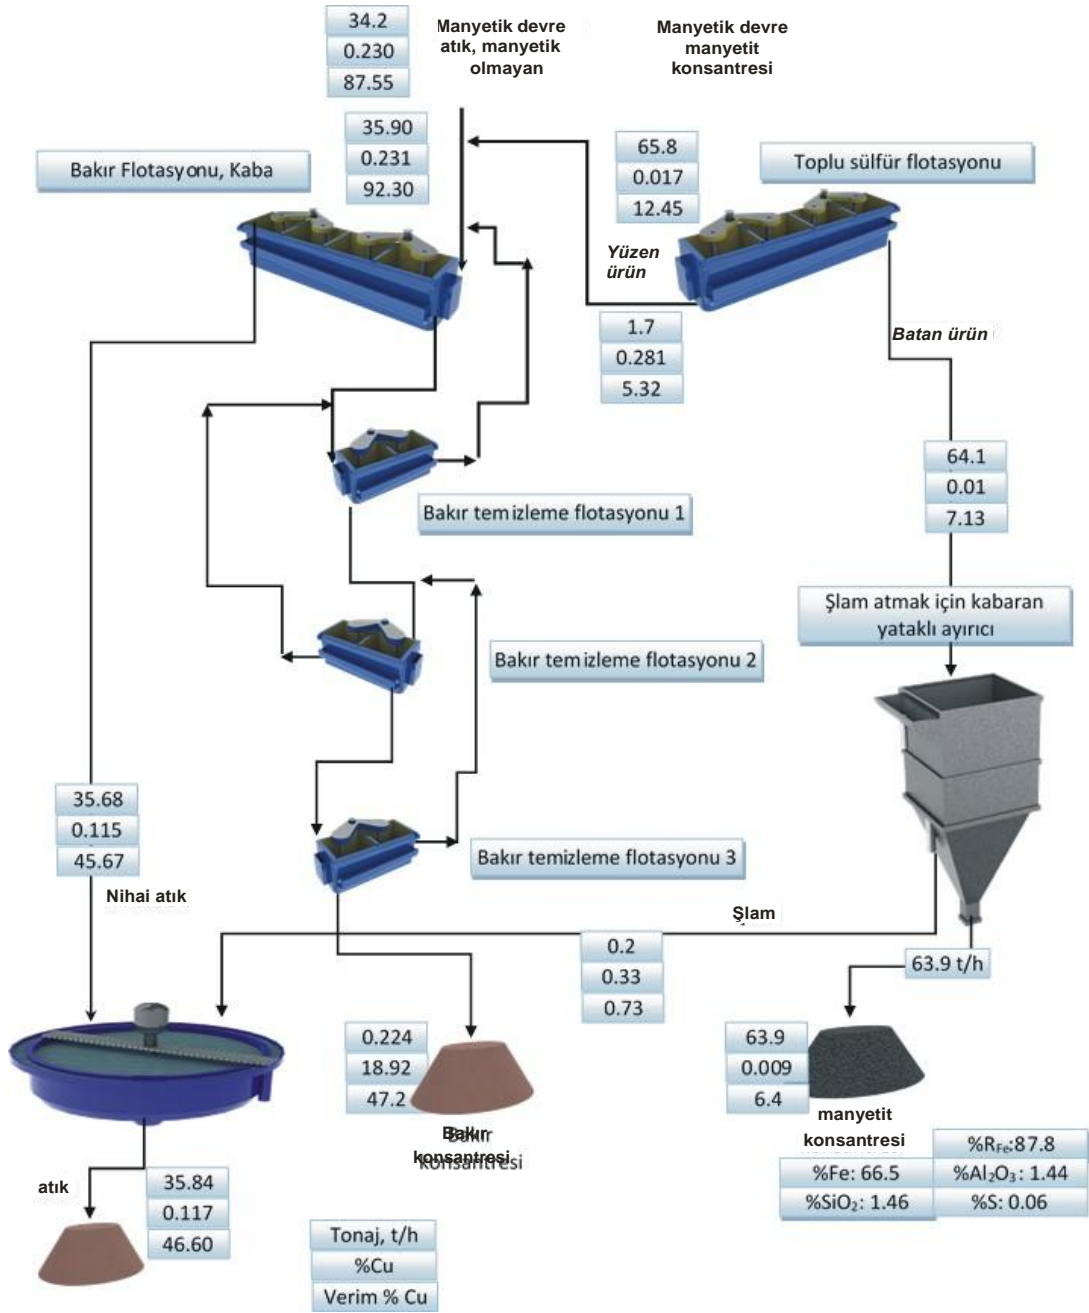 34.2
0.230
87.55
Manyetik devre
atık, manyetik
olmayan
Manyetik devre
manyetit
konsantresi
35.90
0.231
92.30
Bakır Flotasyonu, Kaba
65.8
0.017
12.45
Toplu sülfür flotasyonu
Yüzen
ürün
1.7
0.281
5.32
Batan ürün
64.1
0.01
7.13
Bakır temizleme flotasyonu 1
Şlam atmak için kabaran
yataklı ayırıcı
Bakır temizleme flotasyonu 2
35.68
0.115
45.67
Nihai atık
Bakır temizleme flotasyonu 3
Şlam
0.2
0.33
0.73
63.9 t/h
0.224
18.92
47.2
Bakır
konsantresi
63.9
0.009
6.4
manyetit
konsantresi
%RFe:87.8
%Fe: 66.5
%Al₂O₃: 1.44
%SiO₂: 1.46
%S: 0.06
atık
35.84
0.117
46.60
Tonaj, t/h
%Cu
Verim % Cu